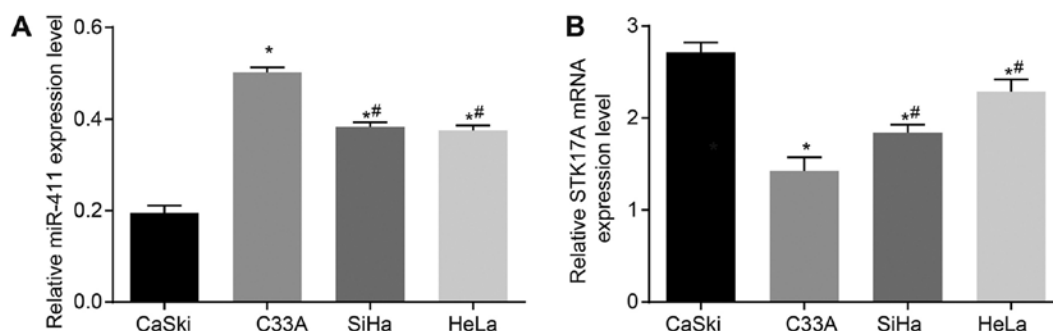 A
Relative miR-411 expression level
0.6
0.4
0.2
0.0
*
*#
*#
CaSki
C33A
SiHa
HeLa
B
Relative STK17A mRNA
expression level
3
2
1
0
*
*
*#
*#
CaSki
C33A
SiHa
HeLa